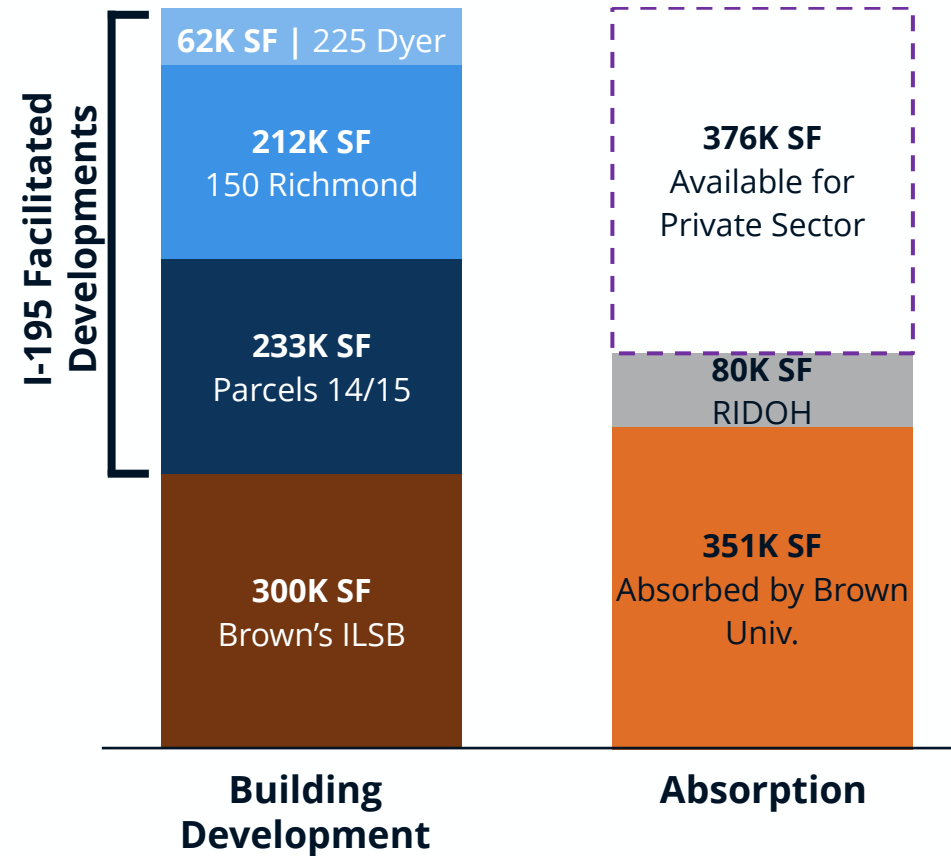 I-195 Facilitated
Developments
62K SF | 225 Dyer
212K SF
150 Richmond
233K SF
Parcels 14/15
300K SF
Brown’s ILSB
Building
Development
376K SF
Available for
Private Sector
80K SF
RIDOH
351K SF
Absorbed by Brown
Univ.
Absorption